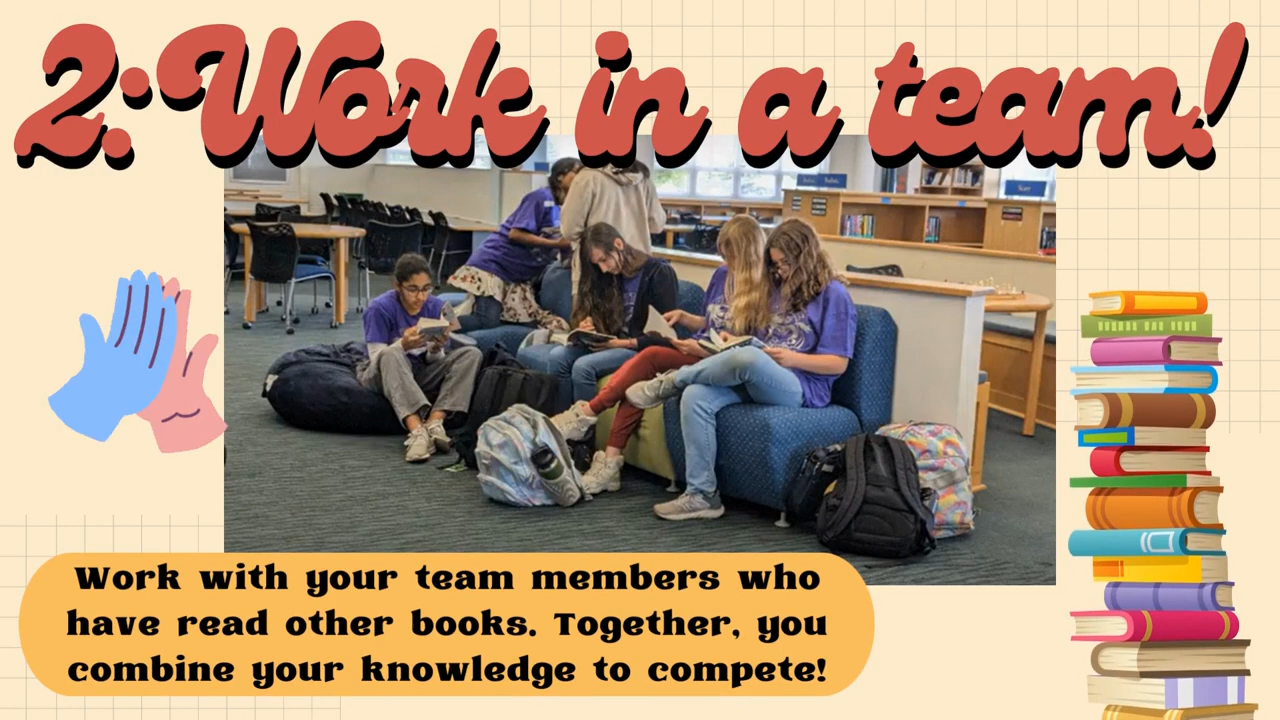 2: Work in a team!
Work with your team members who
have read other books. Together, you
combine your knowledge to compete!